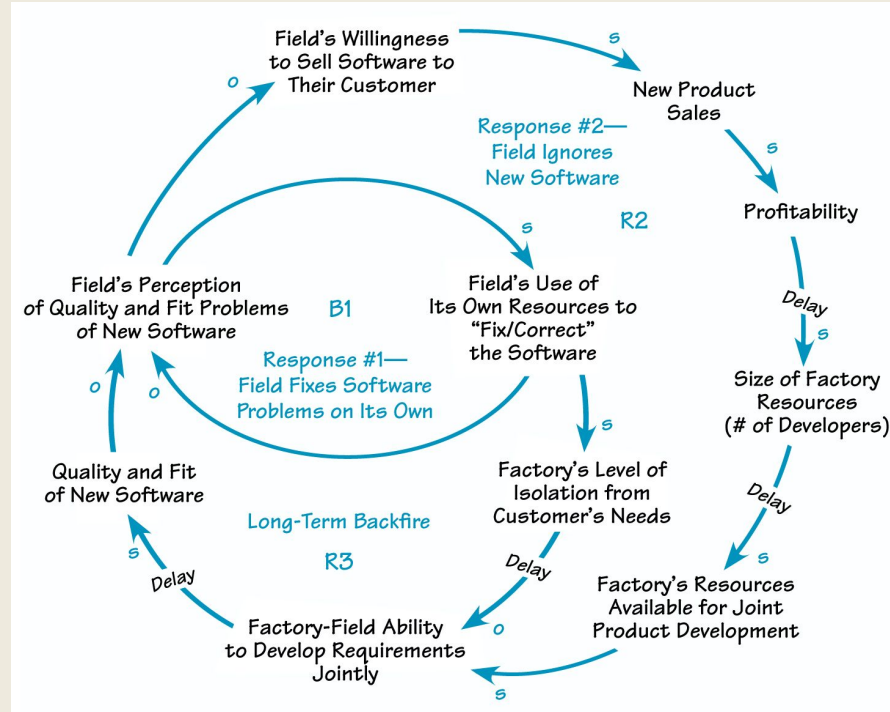 Field's Willingness
to Sell Software to
Their Customer
s
o
New Product
Sales
Response #2—
Field Ignores
New Software
s
R2
Profitability
s
Field's Perception
of Quality and Fit Problems
of New Software
B1
Field's Use of
Its Own Resources to
"Fix/Correct"
the Software
Delay
s
Response #1—
Field Fixes Software
Problems on Its Own
o
o
Size of Factory
Resources
(# of Developers)
s
Quality and Fit
of New Software
Factory's Level of
Isolation from
Customer's Needs
Delay
Long-Term Backfire
R3
s
Delay
Delay
s
Factory's Resources
Available for Joint
Product Development
Factory-Field Ability
to Develop Requirements
Jointly
o
s